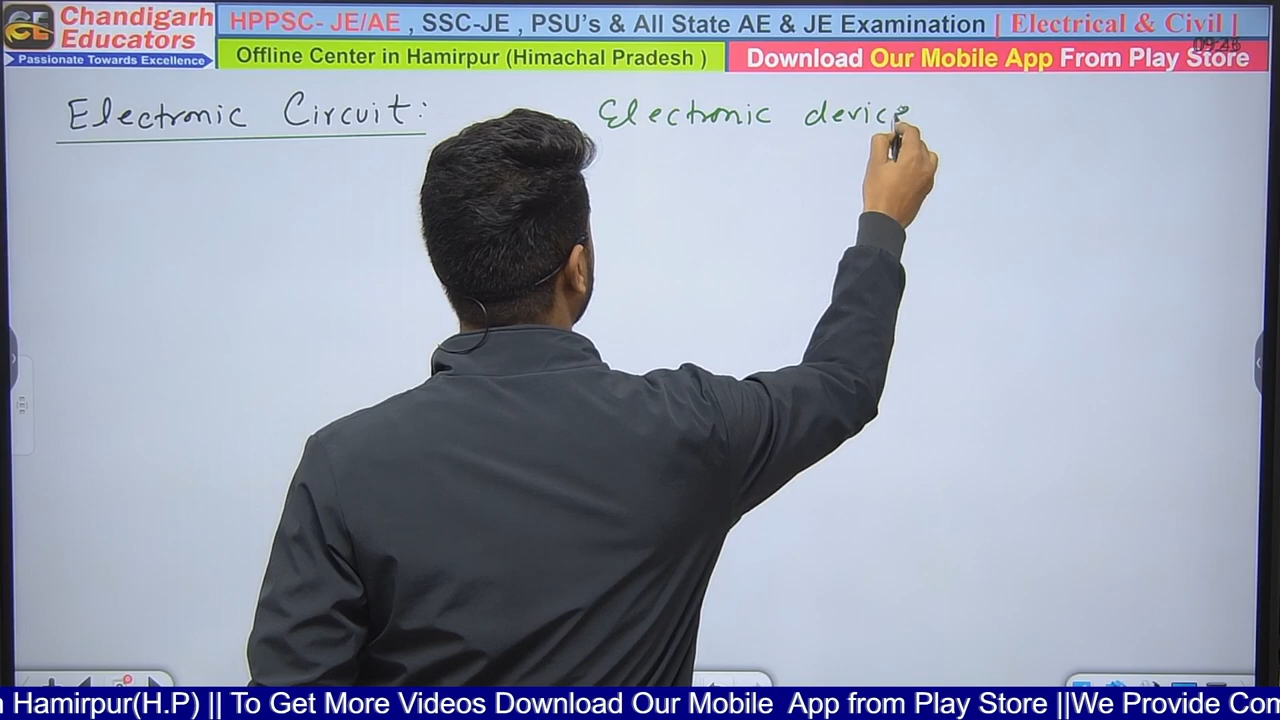 Chandigarh
Educators
Passionate Towards Excellence
HPPSC- JE/AE , SSC-JE , PSU's & All State AE & JE Examination [ Electrical & Civil ]
Offline Center in Hamirpur (Himachal Pradesh )
Download Our Mobile App From Play Store
Electronic Circuit:
Electronic device
Hamirpur(H.P) || To Get More Videos Download Our Mobile App from Play Store ||We Provide